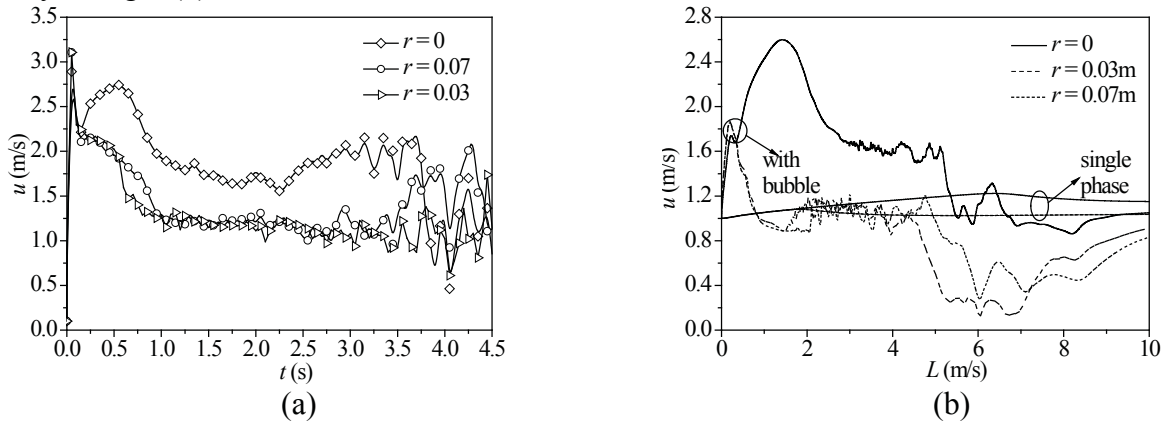 3.5
3.0
2.5
2.0
1.5
1.0
0.5
0.0
u (m/s)
r = 0
r = 0.07
r = 0.03
0.0 0.5 1.0 1.5 2.0 2.5 3.0 3.5 4.0 4.5
t (s)
(a)
2.8
2.4
2.0
1.6
1.2
0.8
0.4
0.0
u (m/s)
r = 0
r = 0.03m
r = 0.07m
with
bubble
single
phase
0 2 4 6 8 10
L (m/s)
(b)